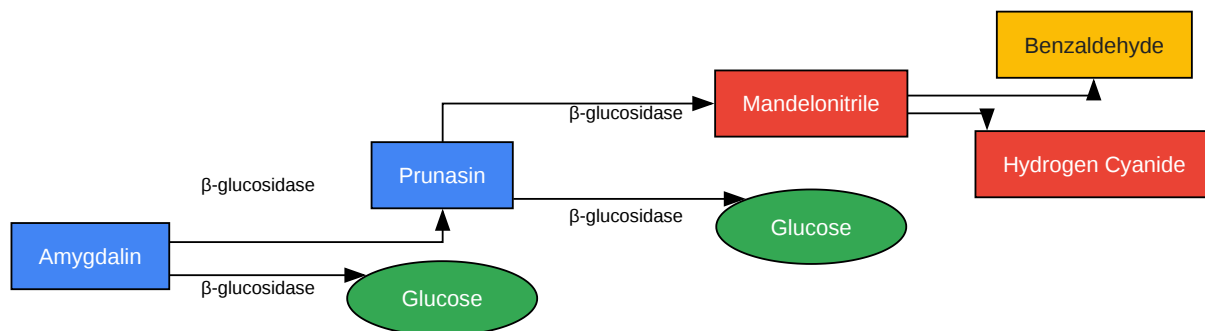 Benzaldehyde
Mandelonitrile
β-glucosidase
Hydrogen Cyanide
Prunasin
β-glucosidase
β-glucosidase
Glucose
Amygdalin
β-glucosidase
Glucose